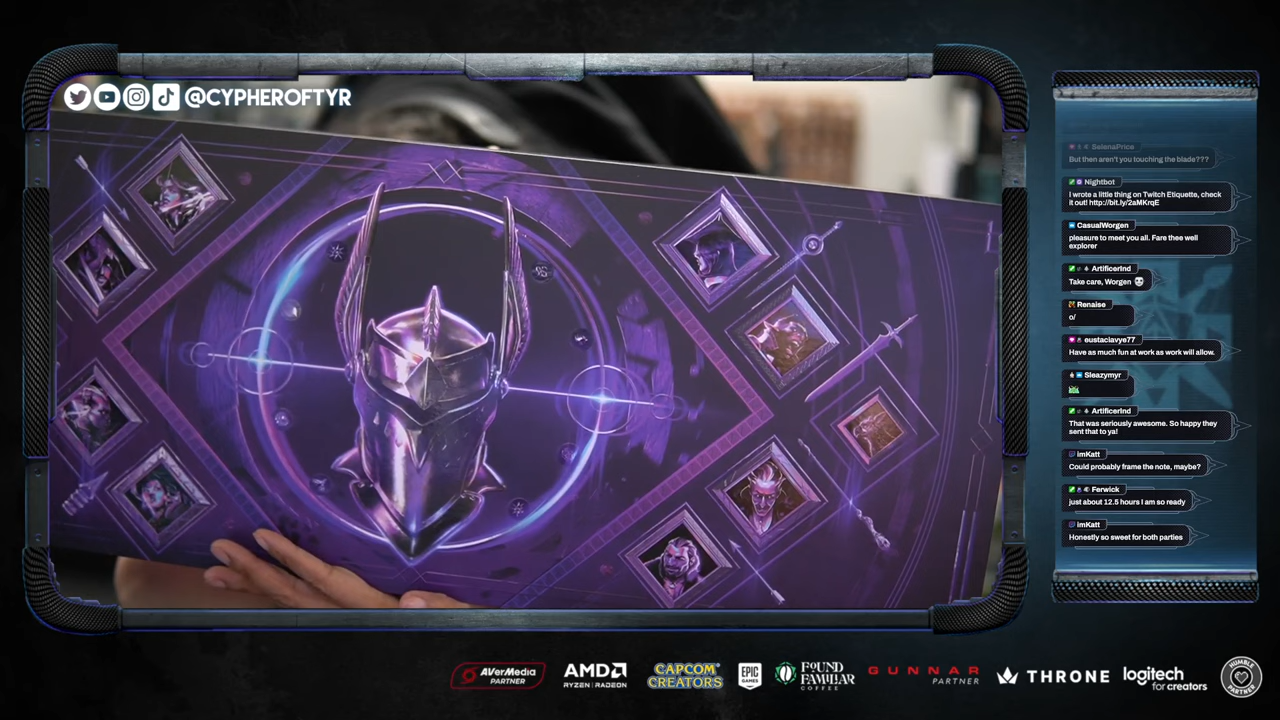 @CYPHEROFTYR
SelenaPrice
But then aren't you touching the blade???
Nightbot
I wrote a little thing on Twitch Etiquette, check
it out! http://bit.ly/2aMKrqE
CasualWorgen
pleasure to meet you all. Fare thee well
explorer
ArtificerInd
Take care, Worgen
Renaise
o/
eustaciavye77
Have as much fun at work as work will allow.
Sleazymyr
ArtificerInd
That was seriously awesome. So happy they
sent that to ya!
imKatt
Could probably frame the note, maybe?
Ferwick
just about 12.5 hours I am so ready
imKatt
Honestly so sweet for both parties
AVerMedia
PARTNER
AMD
RYZEN | RADEON
CAPCOM
CREATORS
EPIC
GAMES
FOUND
FAMILIAR
COFFEE
GUNNAR
PARTNER
THRONE
logitech
for creators
HUMBLE
PARTNER